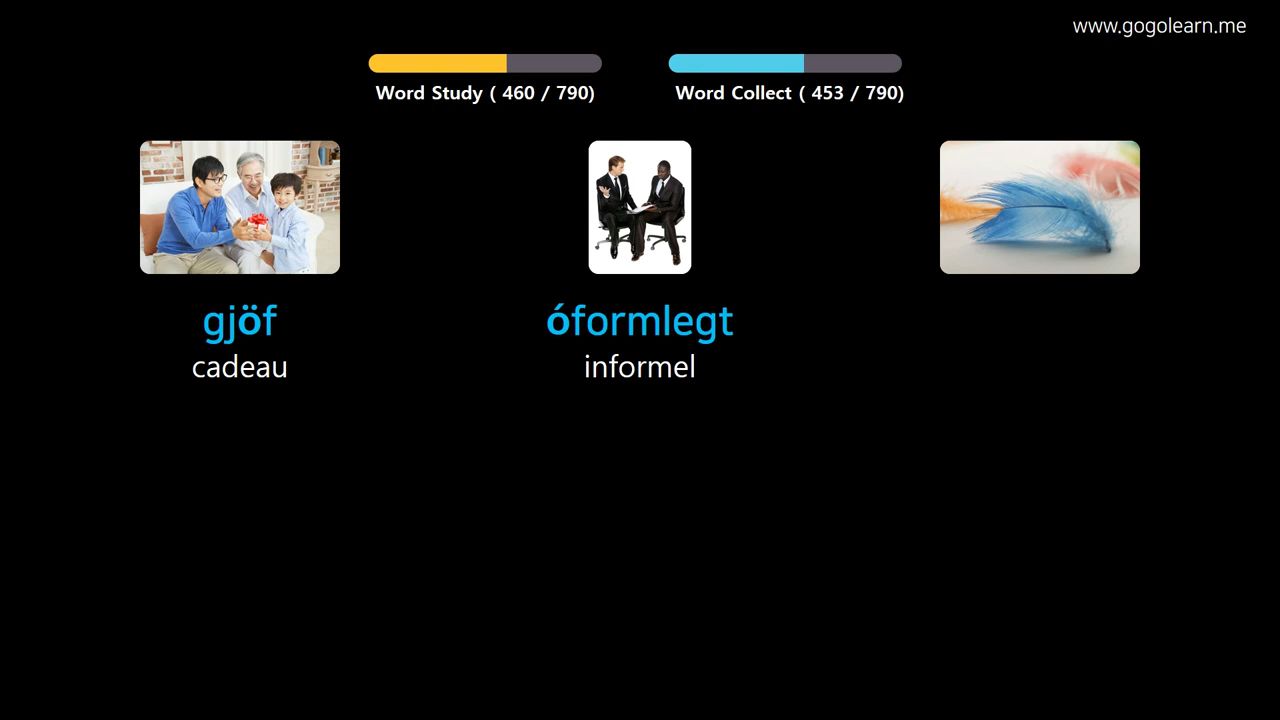 www.gogolearn.me
Word Study ( 460 / 790)
Word Collect ( 453 / 790)
gjöf
cadeau
óformlegt
informel